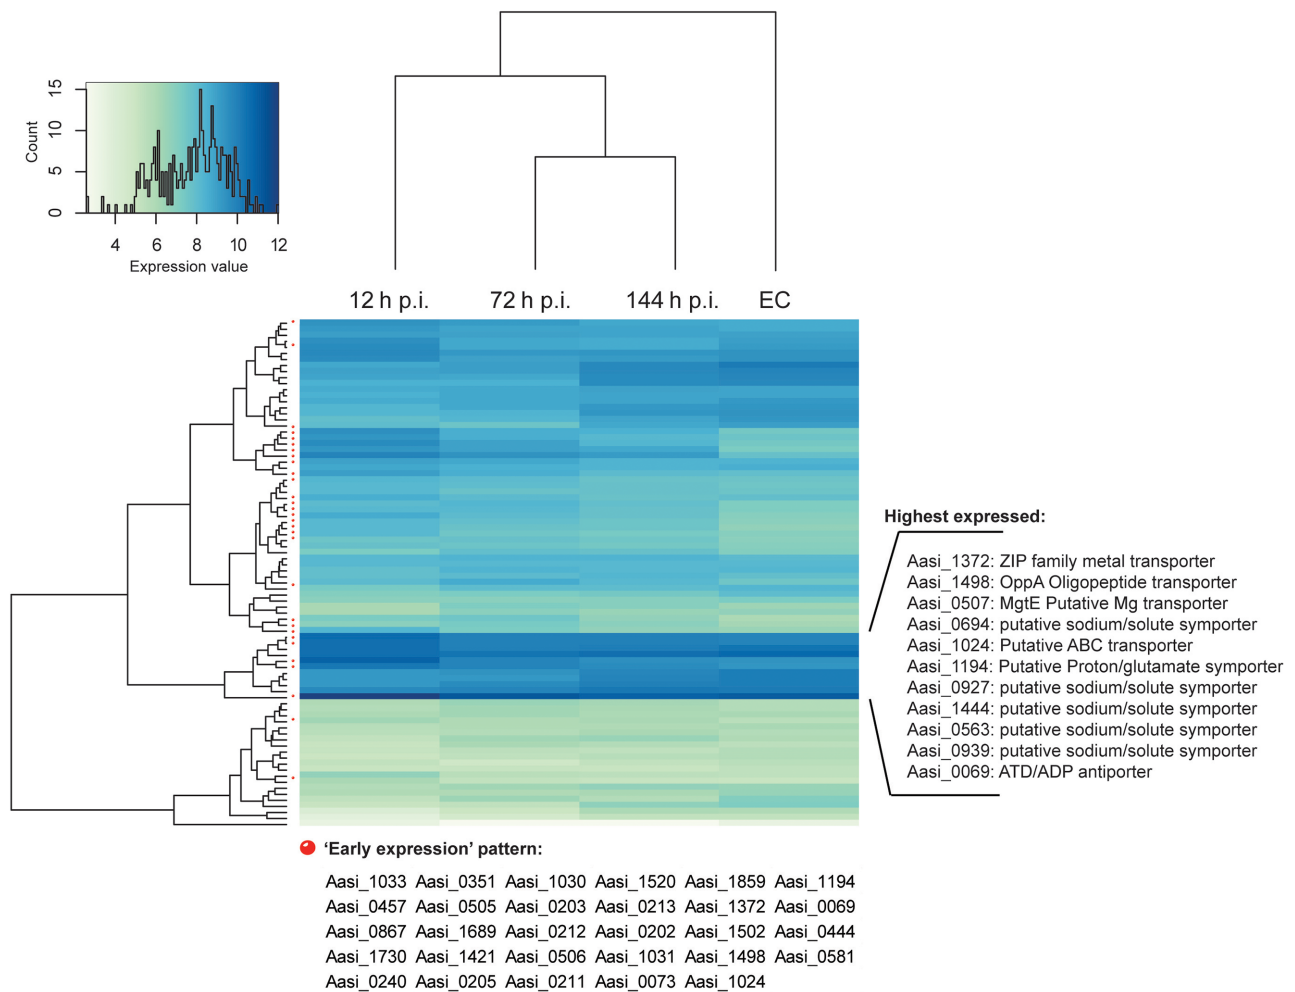 15
10
5
0
Count
4 6 8 10 12
Expression value
12 h p.i. 72 h p.i. 144 h p.i. EC
Highest expressed:
Aasi_1372: ZIP family metal transporter
Aasi_1498: OppA Oligopeptide transporter
Aasi_0507: MgtE Putative Mg transporter
Aasi_0694: putative sodium/solute symporter
Aasi_1024: Putative ABC transporter
Aasi_1194: Putative Proton/glutamate symporter
Aasi_0927: putative sodium/solute symporter
Aasi_1444: putative sodium/solute symporter
Aasi_0563: putative sodium/solute symporter
Aasi_0939: putative sodium/solute symporter
Aasi_0069: ATD/ADP antiporter
‘Early expression’ pattern:
Aasi_1033 Aasi_0351 Aasi_1030 Aasi_1520 Aasi_1859 Aasi_1194
Aasi_0457 Aasi_0505 Aasi_0203 Aasi_0213 Aasi_1372 Aasi_0069
Aasi_0867 Aasi_1689 Aasi_0212 Aasi_0202 Aasi_1502 Aasi_0444
Aasi_1730 Aasi_1421 Aasi_0506 Aasi_1031 Aasi_1498 Aasi_0581
Aasi_0240 Aasi_0205 Aasi_0211 Aasi_0073 Aasi_1024